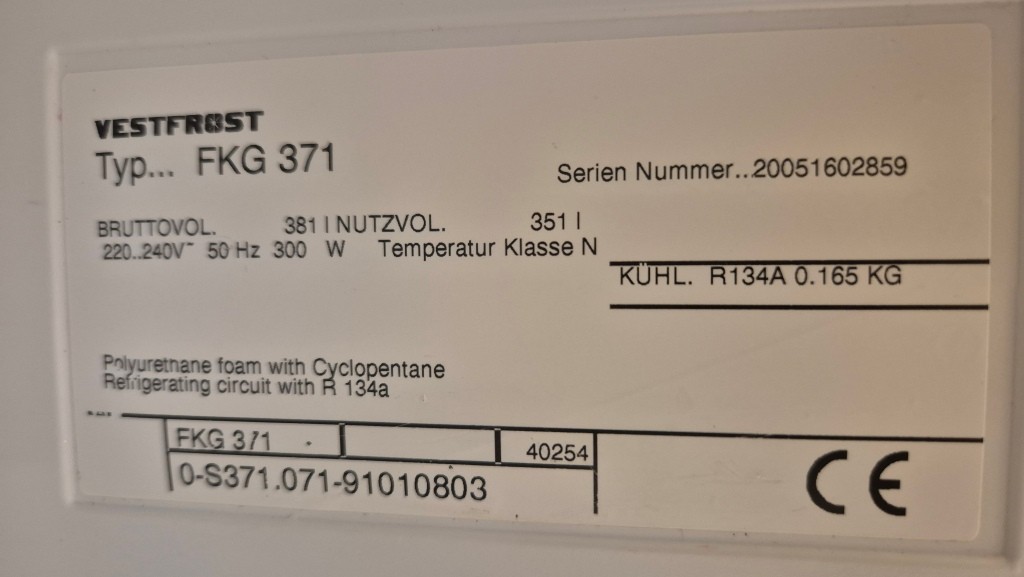 VESTFRØST
Typ... FKG 371
Serien Nummer..20051602859
BRUTTOVOL. 381 l NUTZVOL. 351 l
220..240V~ 50 Hz 300 W Temperatur Klasse N
KÜHL. R134A 0.165 KG
Polyurethane foam with Cyclopentane
Refrigerating circuit with R 134a
FKG 371 40254
0-S371.071-91010803
CE